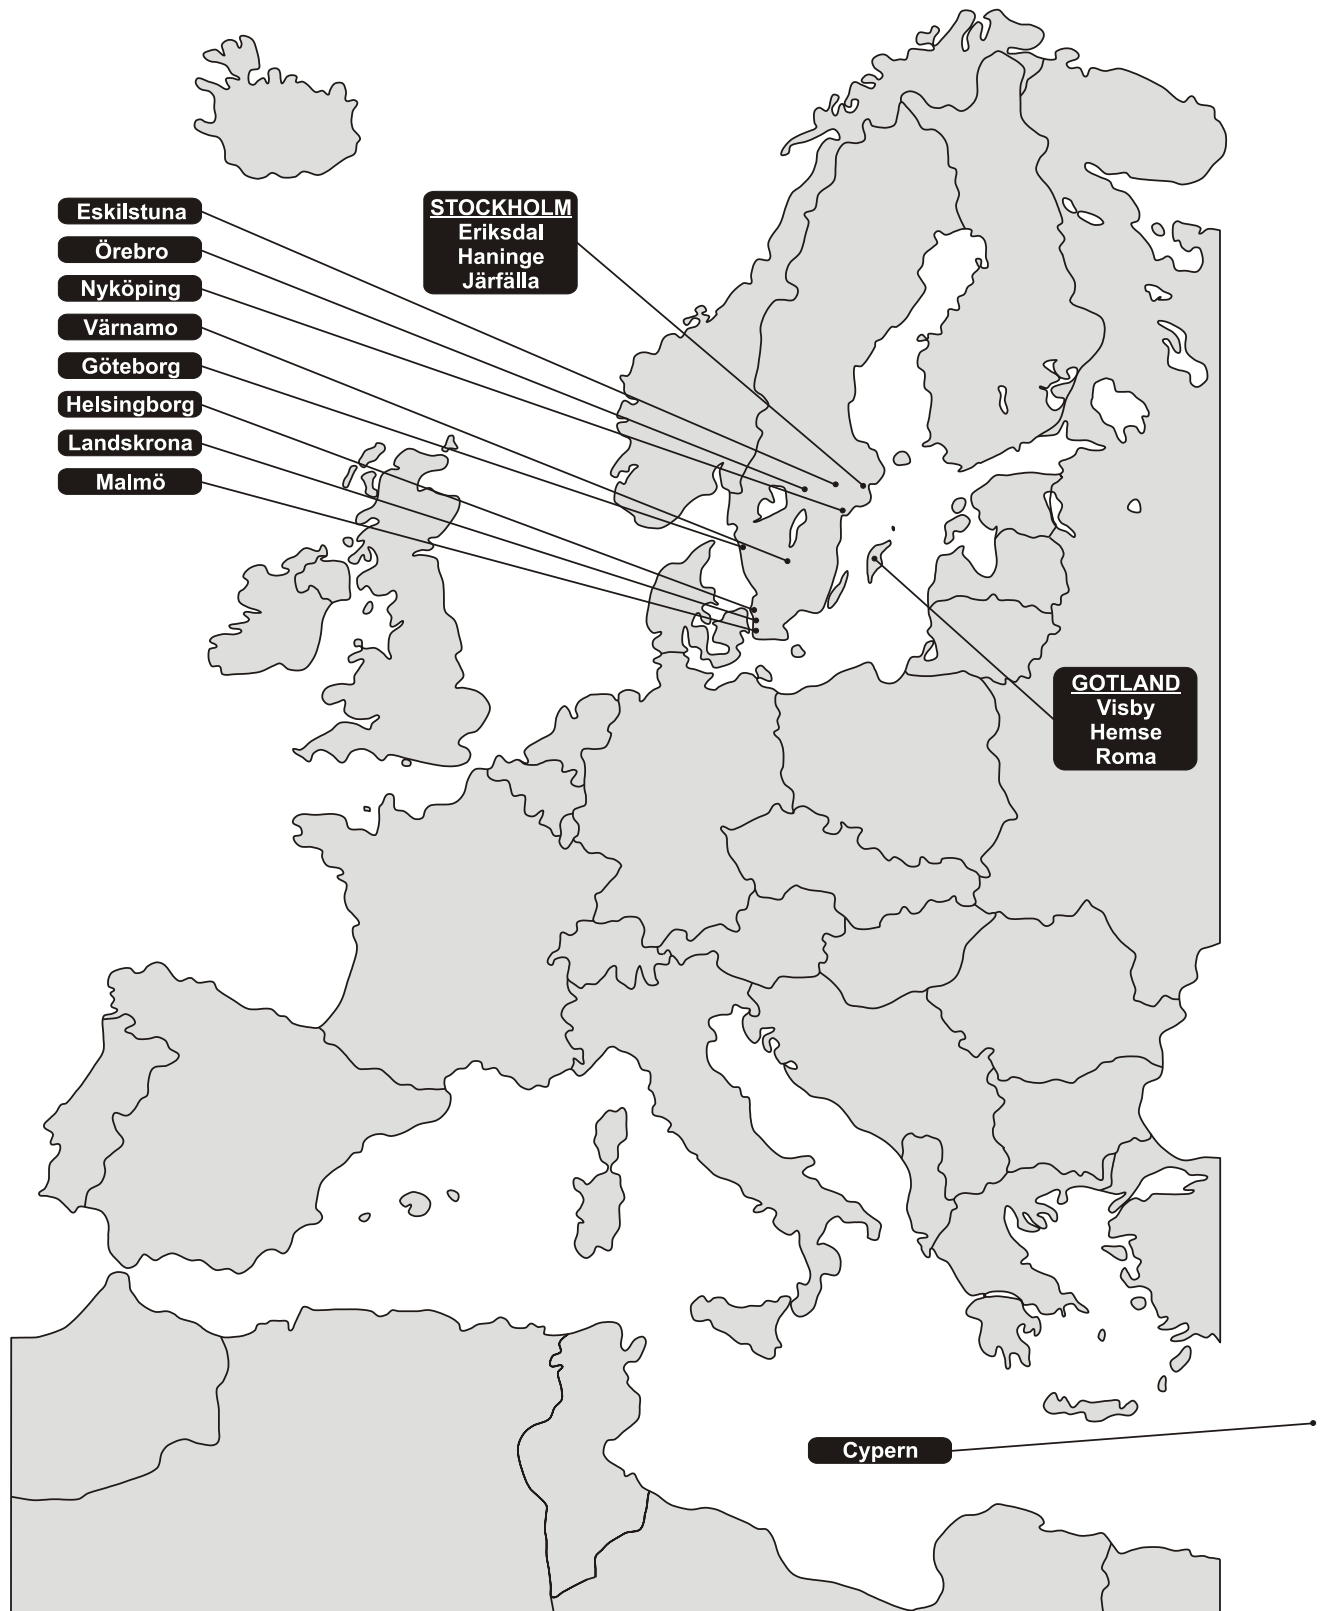 Eskilstuna
Örebro
Nyköping
Värnamo
Göteborg
Helsingborg
Landskrona
Malmö
STOCKHOLM
Eriksdal
Haninge
Järfälla
GOTLAND
Visby
Hemse
Roma
Cypern